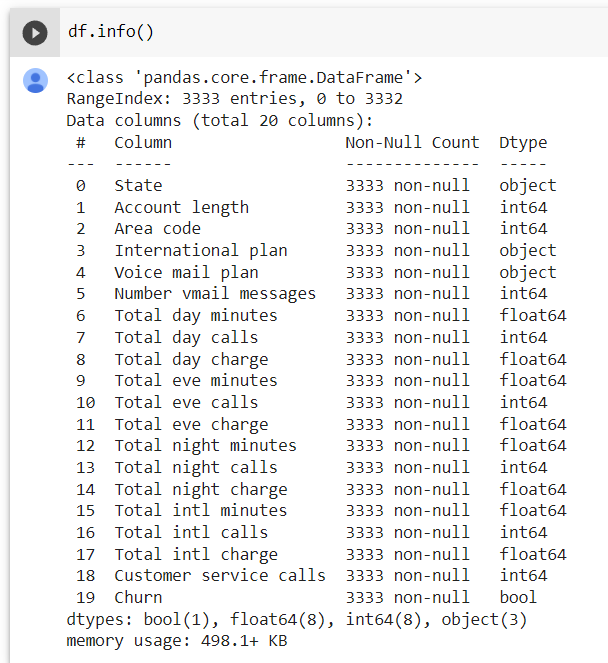 df.info()
<class 'pandas.core.frame.DataFrame'>
RangeIndex: 3333 entries, 0 to 3332
Data columns (total 20 columns):
 #   Column                  Non-Null Count  Dtype
---  ------                  --------------  -----
 0   State                   3333 non-null   object
 1   Account length          3333 non-null   int64
 2   Area code               3333 non-null   int64
 3   International plan      3333 non-null   object
 4   Voice mail plan         3333 non-null   object
 5   Number vmail messages   3333 non-null   int64
 6   Total day minutes       3333 non-null   float64
 7   Total day calls         3333 non-null   int64
 8   Total day charge        3333 non-null   float64
 9   Total eve minutes       3333 non-null   float64
 10  Total eve calls         3333 non-null   int64
 11  Total eve charge        3333 non-null   float64
 12  Total night minutes     3333 non-null   float64
 13  Total night calls       3333 non-null   int64
 14  Total night charge      3333 non-null   float64
 15  Total intl minutes      3333 non-null   float64
 16  Total intl calls        3333 non-null   int64
 17  Total intl charge       3333 non-null   float64
 18  Customer service calls  3333 non-null   int64
 19  Churn                   3333 non-null   bool
dtypes: bool(1), float64(8), int64(8), object(3)
memory usage: 498.1+ KB